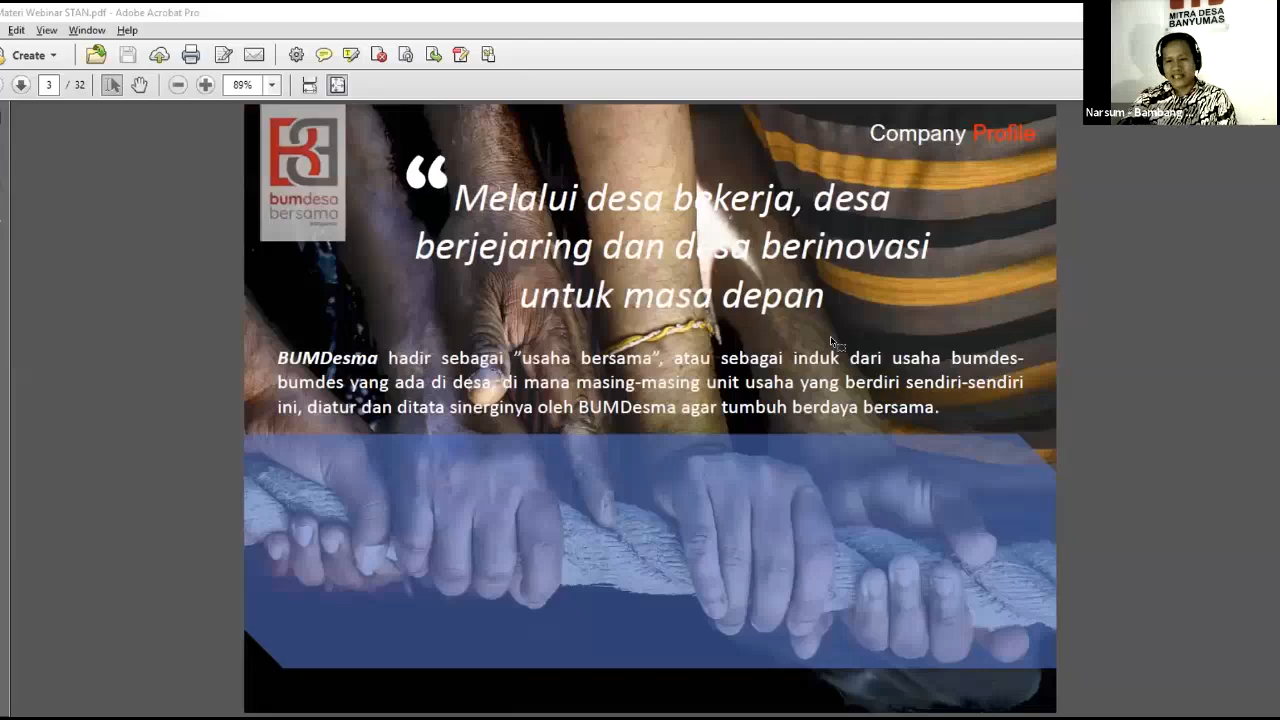 Materi Webinar STAN.pdf - Adobe Acrobat Pro
Edit View Window Help
Create
3 / 32
89%
MITRA DESA
BANYUMAS
Narsum - Bambang ...
bumdesa
bersama
Company Profile
“ Melalui desa bekerja, desa
berjejaring dan desa berinovasi
untuk masa depan
BUMDesma hadir sebagai ”usaha bersama”, atau sebagai induk dari usaha bumdes-
bumdes yang ada di desa, di mana masing-masing unit usaha yang berdiri sendiri-sendiri
ini, diatur dan ditata sinerginya oleh BUMDesma agar tumbuh berdaya bersama.